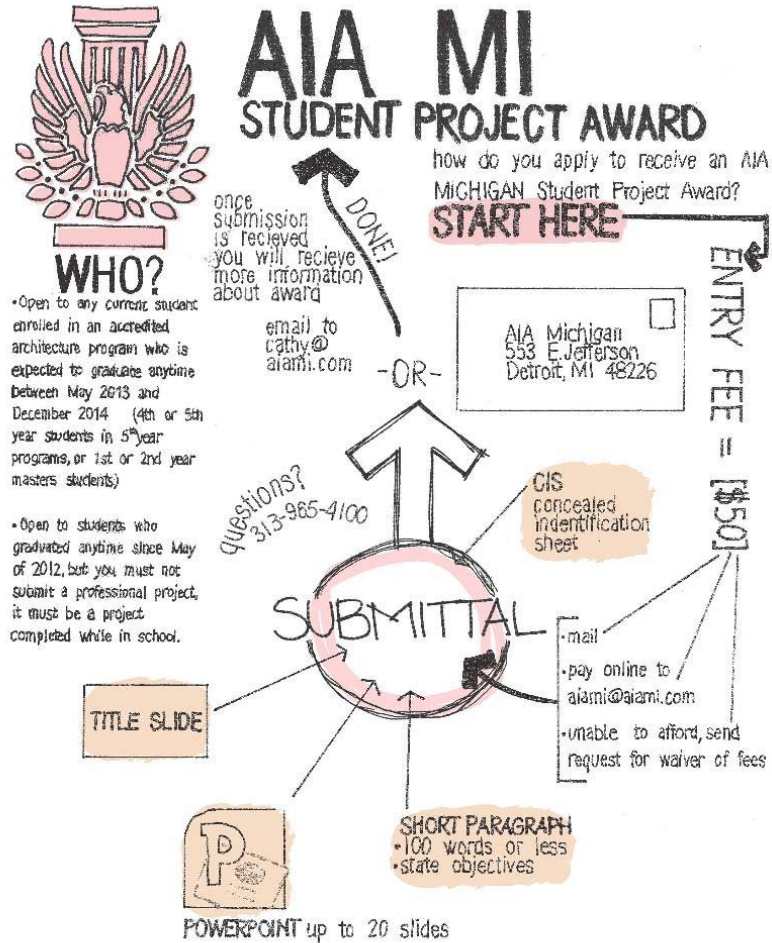 AIA MI
STUDENT PROJECT AWARD
how do you apply to receive an AIA
MICHIGAN Student Project Award?
START HERE
ENTRY FEE = [$50]
•mail
•pay online to
aiami@aiami.com
•unable to afford, send
request for waiver of fees
WHO?
•Open to any current student
enrolled in an accredited
architecture program who is
expected to graduate anytime
between May 2013 and
December 2014 (4th or 5th
year students in 5th year
programs, or 1st or 2nd year
masters students)
•Open to students who
graduated anytime since May
of 2012, but you must not
submit a professional project,
it must be a project
completed while in school.
SUBMITTAL
CIS
concealed
indentification
sheet
TITLE SLIDE
P
POWERPOINT up to 20 slides
SHORT PARAGRAPH
•100 words or less
•state objectives
questions?
313-965-4100
email to
cathy@
aiami.com
-OR-
AIA Michigan
553 E. Jefferson
Detroit, MI 48226
DONE!
once
submission
is recieved
you will recieve
more information
about award